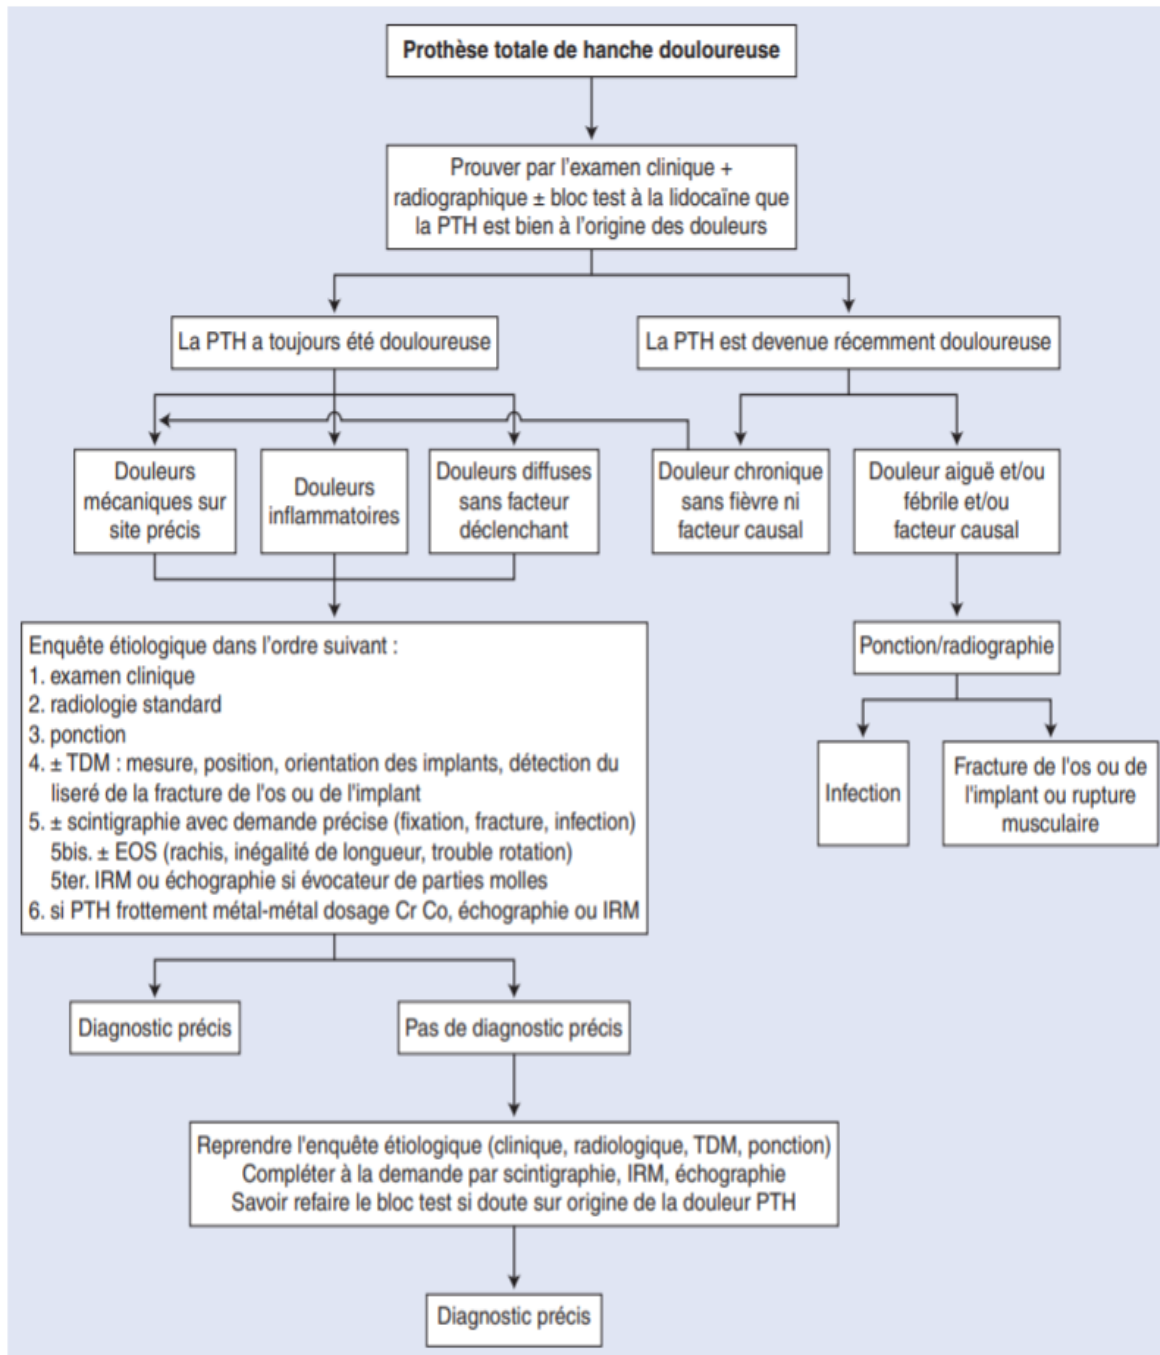 Prothèse totale de hanche douloureuse
Prouver par l'examen clinique +
radiographique ± bloc test à la lidocaïne que
la PTH est bien à l'origine des douleurs
La PTH a toujours été douloureuse
La PTH est devenue récemment douloureuse
Douleurs
mécaniques sur
site précis
Douleurs
inflammatoires
Douleurs diffuses
sans facteur
déclenchant
Douleur chronique
sans fièvre ni
facteur causal
Douleur aiguë et/ou
fébrile et/ou
facteur causal
Enquête étiologique dans l'ordre suivant :
1. examen clinique
2. radiologie standard
3. ponction
4. ± TDM : mesure, position, orientation des implants, détection du
liseré de la fracture de l'os ou de l'implant
5. ± scintigraphie avec demande précise (fixation, fracture, infection)
5bis. ± EOS (rachis, inégalité de longueur, trouble rotation)
5ter. IRM ou échographie si évocateur de parties molles
6. si PTH frottement métal-métal dosage Cr Co, échographie ou IRM
Ponction/radiographie
Infection
Fracture de l'os ou de
l'implant ou rupture
musculaire
Diagnostic précis
Pas de diagnostic précis
Reprendre l'enquête étiologique (clinique, radiologique, TDM, ponction)
Compléter à la demande par scintigraphie, IRM, échographie
Savoir refaire le bloc test si doute sur origine de la douleur PTH
Diagnostic précis